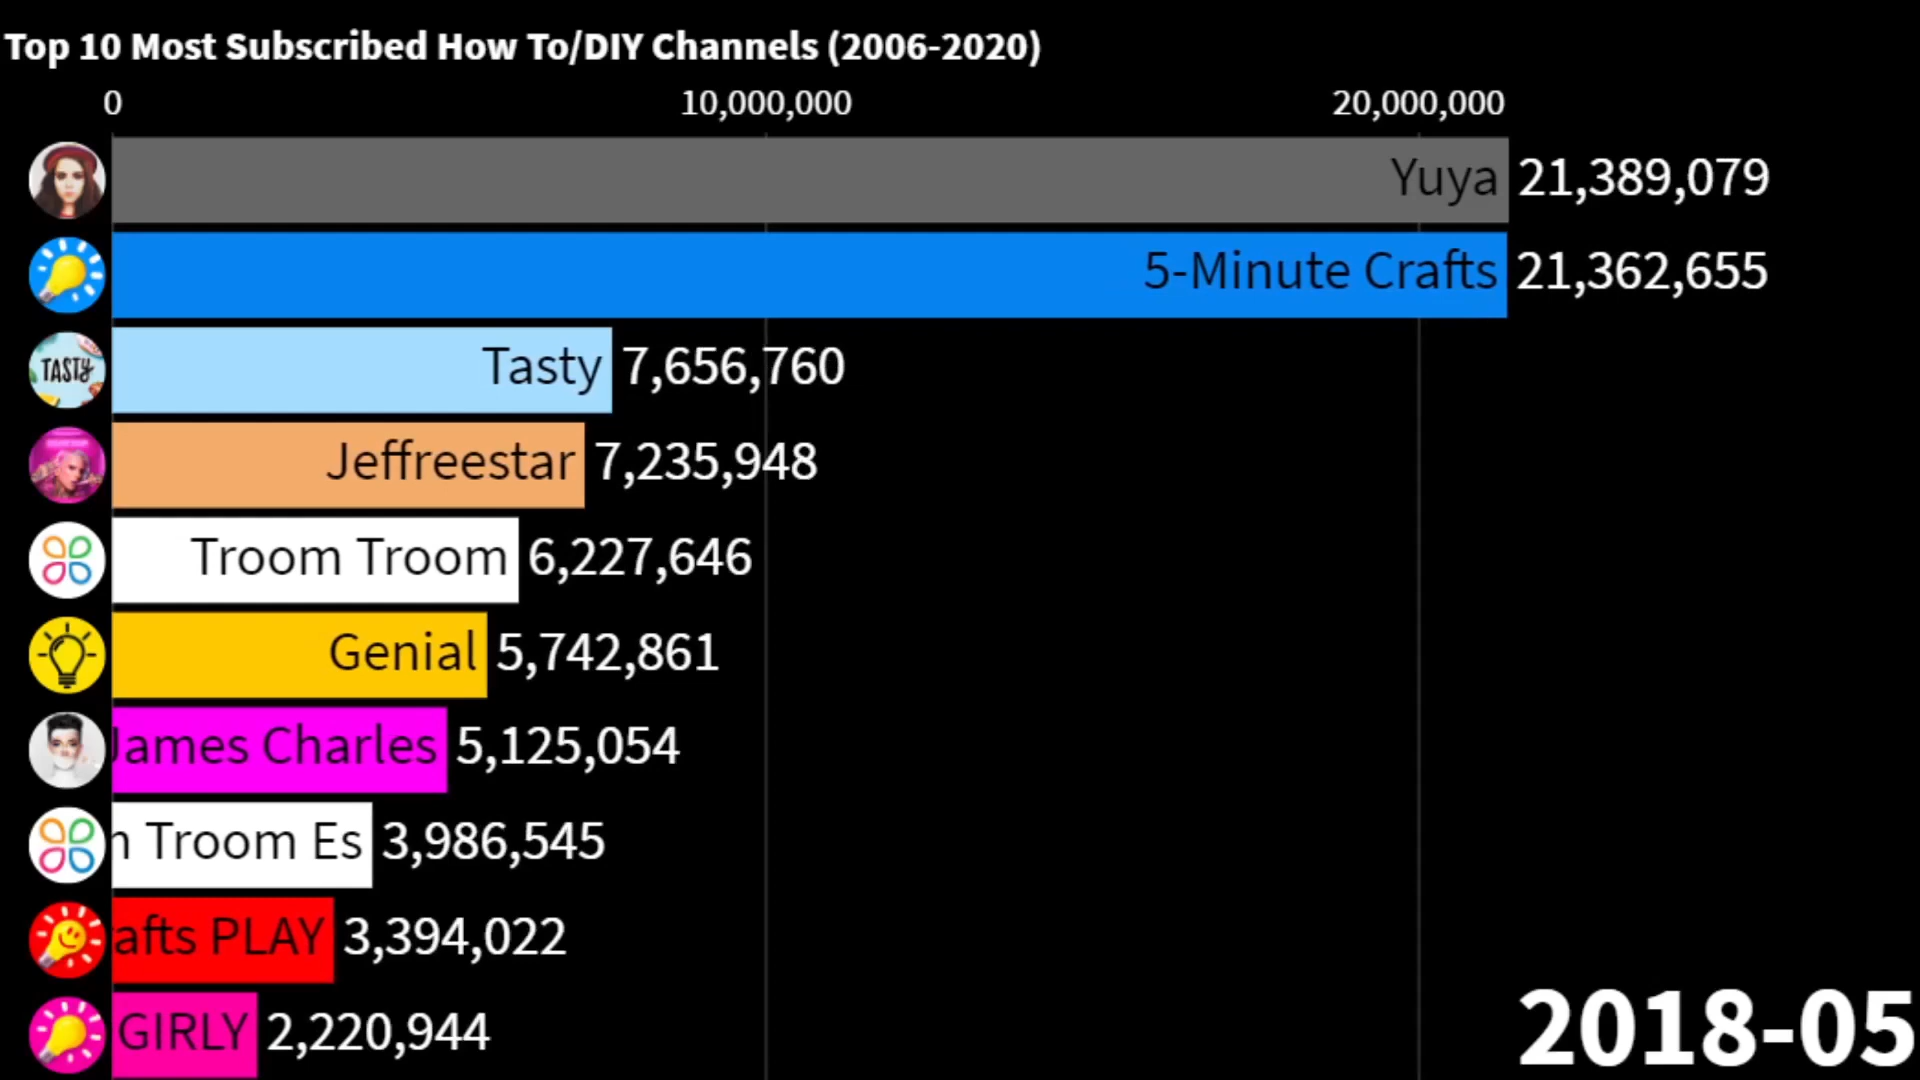 Top 10 Most Subscribed How To/DIY Channels (2006-2020)
0 10,000,000 20,000,000
Yuya 21,389,079
5-Minute Crafts 21,362,655
TASTY Tasty 7,656,760
Jeffreestar 7,235,948
Troom Troom 6,227,646
Genial 5,742,861
James Charles 5,125,054
Troom Es 3,986,545
afts PLAY 3,394,022
GIRLY 2,220,944
2018-05